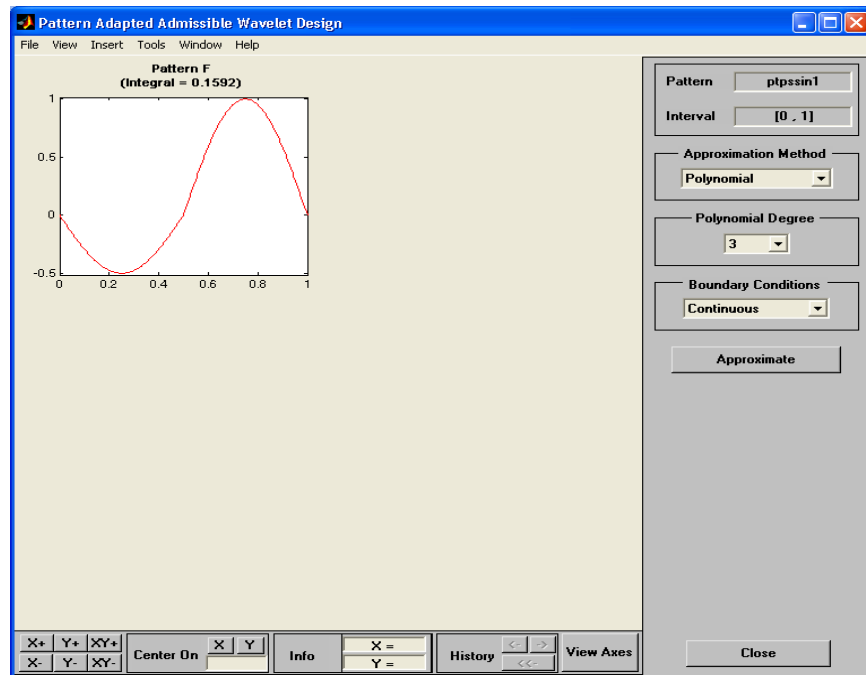 Pattern Adapted Admissible Wavelet Design
File View Insert Tools Window Help
Pattern F
(Integral = 0.1592)
1
0.5
0
-0.5
0 0.2 0.4 0.6 0.8 1
Pattern ptpssin1
Interval [0 , 1]
Approximation Method
Polynomial
Polynomial Degree
3
Boundary Conditions
Continuous
Approximate
X+ Y+ XY+
X- Y- XY-
Center On X Y
Info X =
Y =
History <- ->
<<-
View Axes
Close